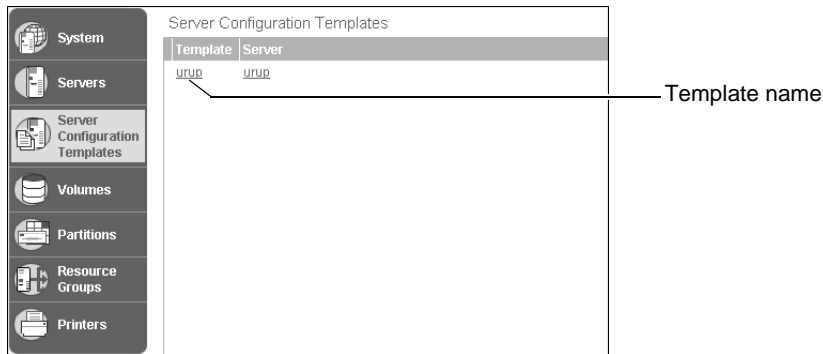 System
Servers
Server
Configuration
Templates
Volumes
Partitions
Resource
Groups
Printers
Server Configuration Templates
Template Server
urup urup
Template name